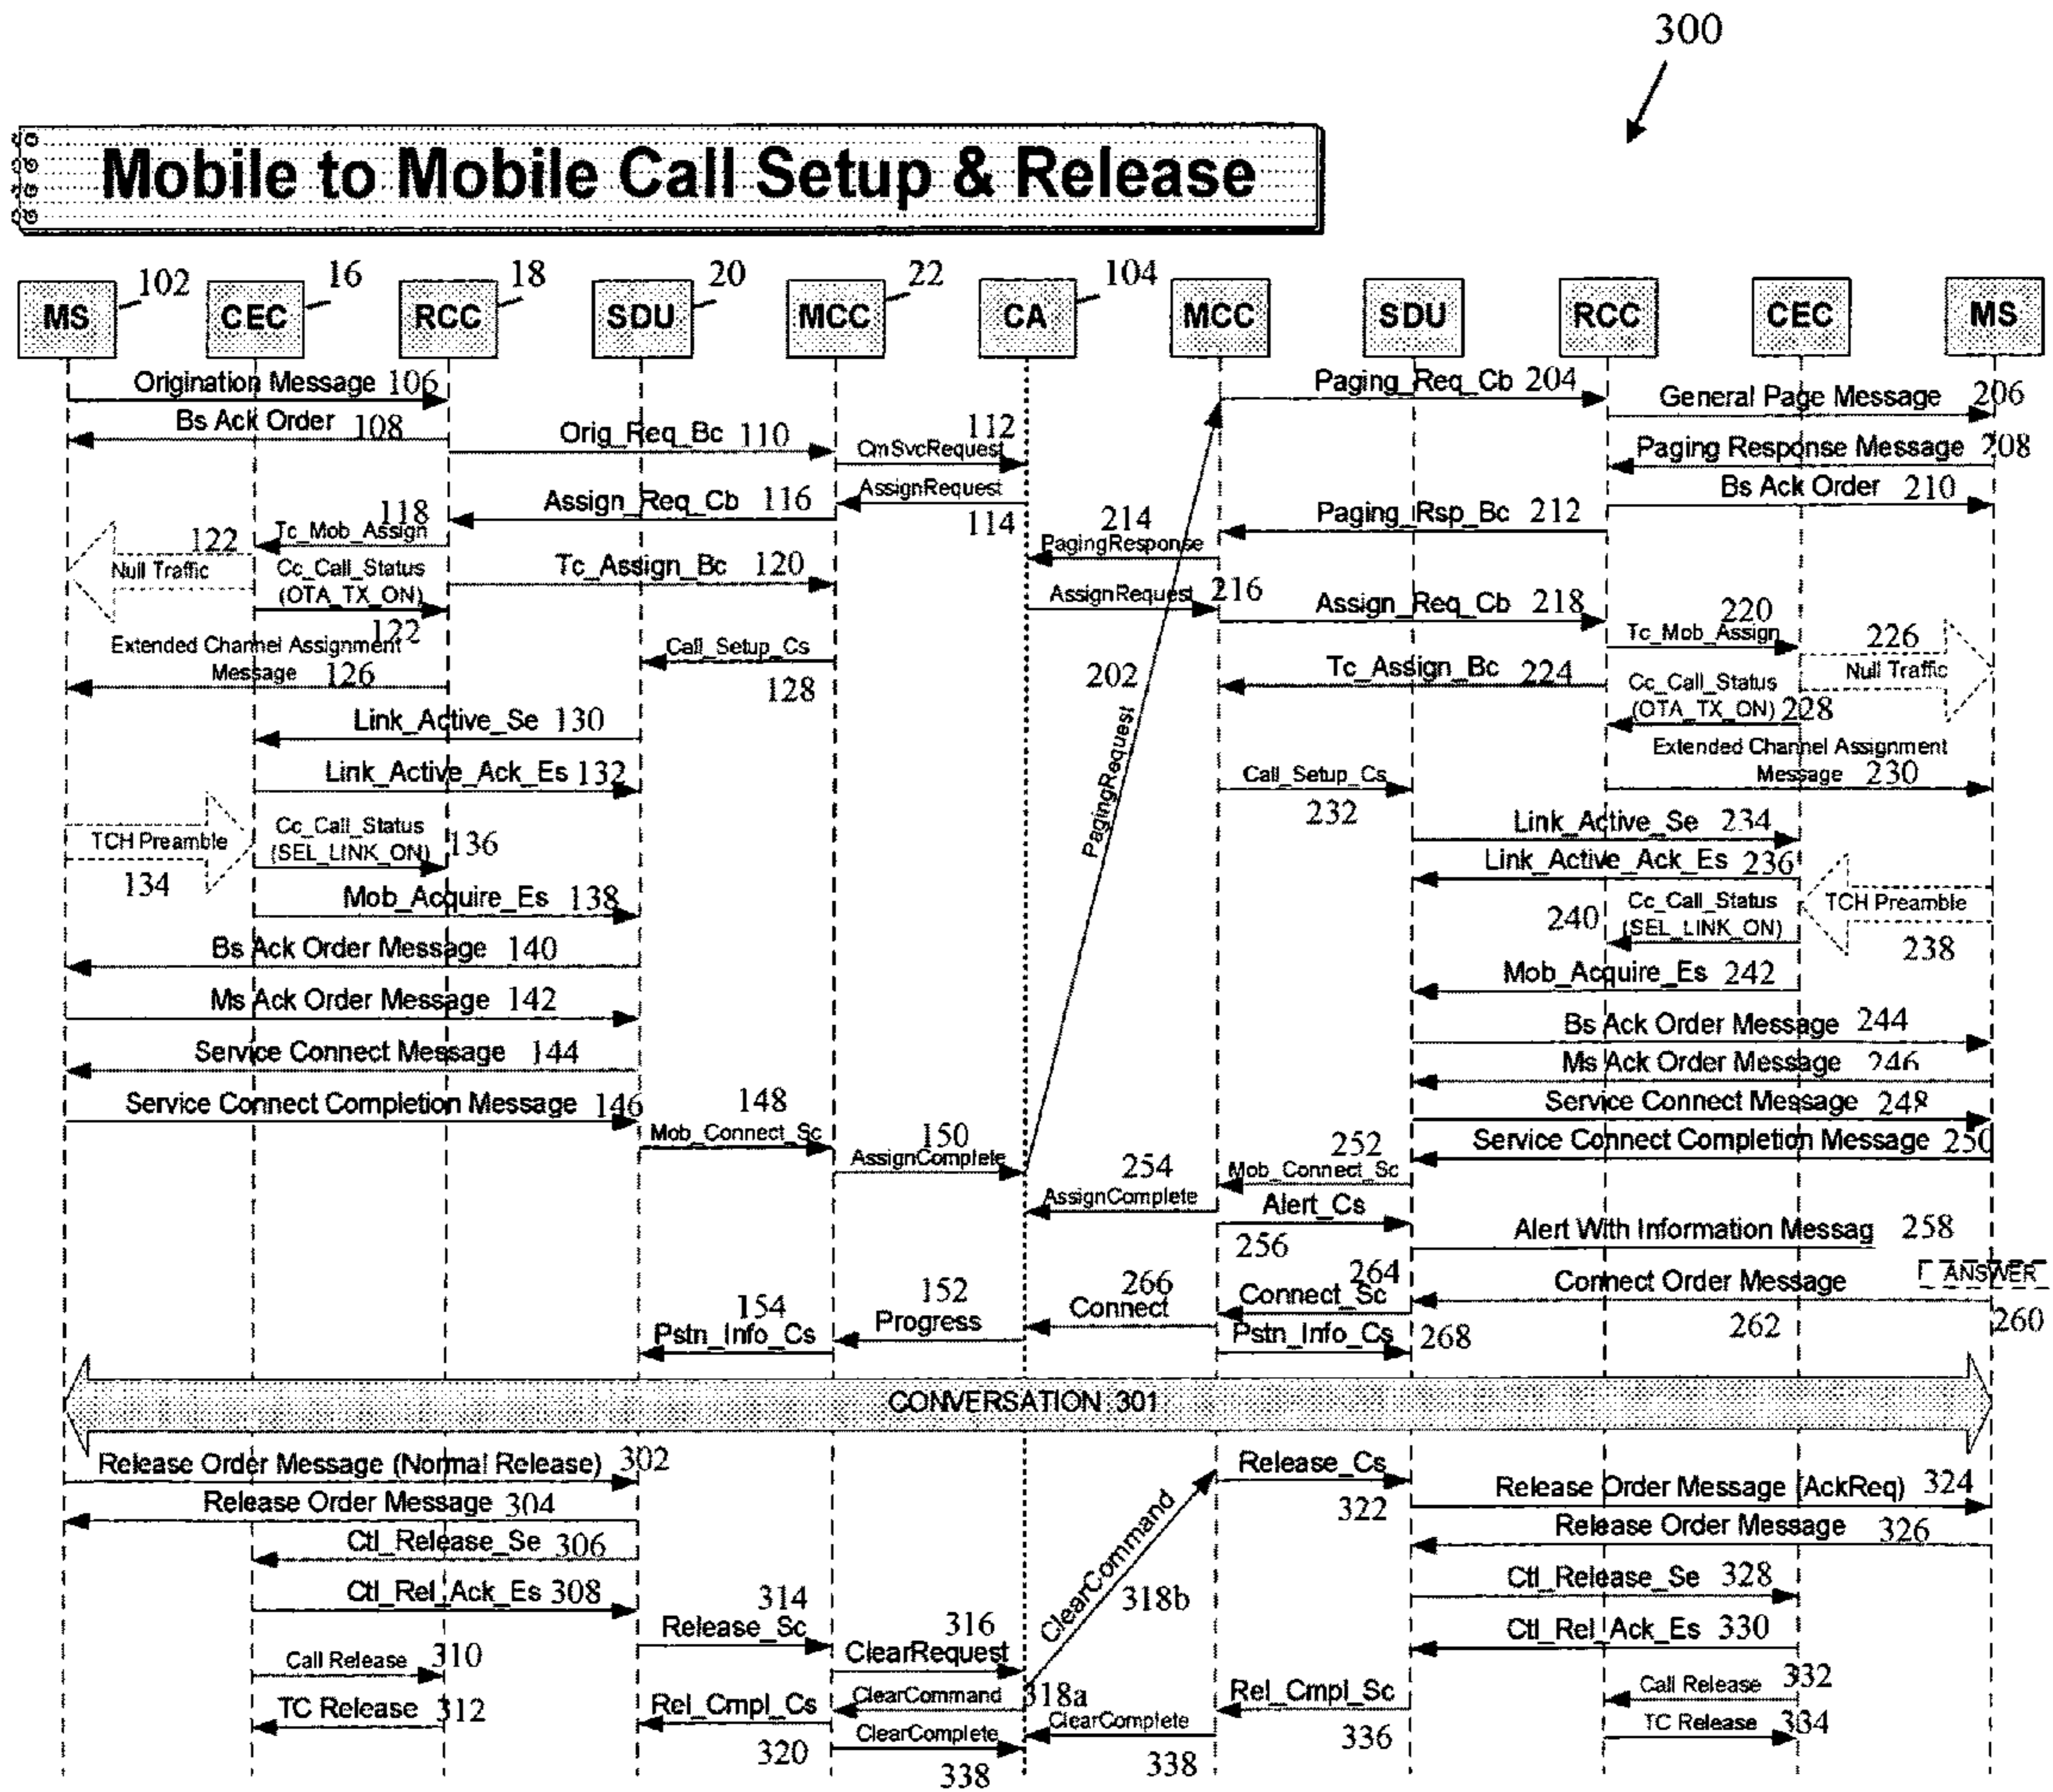 300
Mobile to Mobile Call Setup & Release
102 16 18 20 22 104
MS CEC RCC SDU MCC CA MCC SDU RCC CEC MS
Origination Message 106
Bs Ack Order 108
Orig_Req_Bc 110
112
CmSvcRequest
AssignRequest
114
Assign_Req_Cb 116
118
Tc_Mob_Assign
122
Null Traffic
Cc_Call_Status
(OTA_TX_ON)
122
Tc_Assign_Bc 120
Extended Channel Assignment
Message 126
Call_Setup_Cs
128
Link_Active_Se 130
Link_Active_Ack_Es 132
TCH Preamble
134
Cc_Call_Status
(SEL_LINK_ON) 136
Mob_Acquire_Es 138
Bs Ack Order Message 140
Ms Ack Order Message 142
Service Connect Message 144
Service Connect Completion Message 146
148
Mob_Connect_Sc
150
AssignComplete
202
PagingRequest
Paging_Req_Cb 204
General Page Message 206
Paging Response Message 208
Bs Ack Order 210
Paging_Rsp_Bc 212
214
PagingResponse
AssignRequest 216
Assign_Req_Cb 218
220
Tc_Mob_Assign
226
Null Traffic
Tc_Assign_Bc 224
Cc_Call_Status
(OTA_TX_ON) 228
Extended Channel Assignment
Message 230
Call_Setup_Cs
232
Link_Active_Se 234
Link_Active_Ack_Es 236
TCH Preamble
238
240
Cc_Call_Status
(SEL_LINK_ON)
Mob_Acquire_Es 242
Bs Ack Order Message 244
Ms Ack Order Message 246
Service Connect Message 248
Service Connect Completion Message 250
252
Mob_Connect_Sc
254
AssignComplete
Alert_Cs
256
Alert With Information Messag 258
ANSWER
260
Connect Order Message
262
264
Connect_Sc
266
Connect
152
Progress
154
Pstn_Info_Cs
Pstn_Info_Cs 268
CONVERSATION 301
Release Order Message (Normal Release) 302
Release Order Message 304
Ctl_Release_Se 306
Ctl_Rel_Ack_Es 308
Call Release 310
TC Release 312
314
Release_Sc
316
ClearRequest
ClearCommand 318a
Rel_Cmpl_Cs
320
ClearComplete
338
ClearCommand
318b
Release_Cs
322
Release Order Message (AckReq) 324
Release Order Message 326
Ctl_Release_Se 328
Ctl_Rel_Ack_Es 330
Call Release 332
TC Release 334
Rel_Cmpl_Sc
336
ClearComplete
338